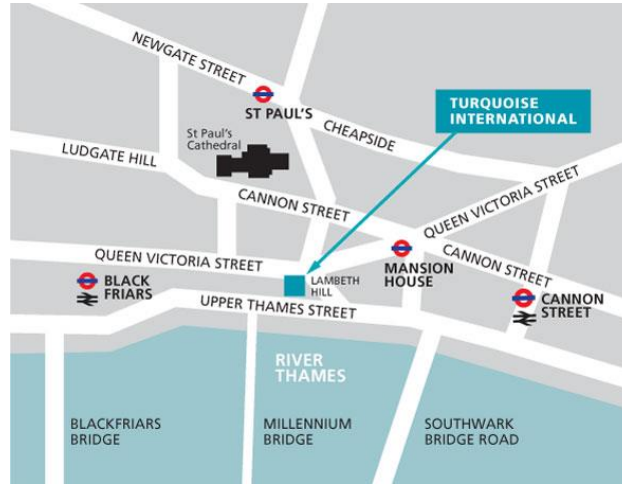 NEWGATE STREET
ST PAUL'S
St Paul's
Cathedral
TURQUOISE
INTERNATIONAL
CHEAPSIDE
LUDGATE HILL
CANNON STREET
QUEEN VICTORIA STREET
QUEEN VICTORIA STREET
CANNON STREET
MANSION
HOUSE
BLACK
FRIARS
LAMBETH
HILL
UPPER THAMES STREET
CANNON
STREET
RIVER
THAMES
BLACKFRIARS
BRIDGE
MILLENNIUM
BRIDGE
SOUTHWARK
BRIDGE ROAD